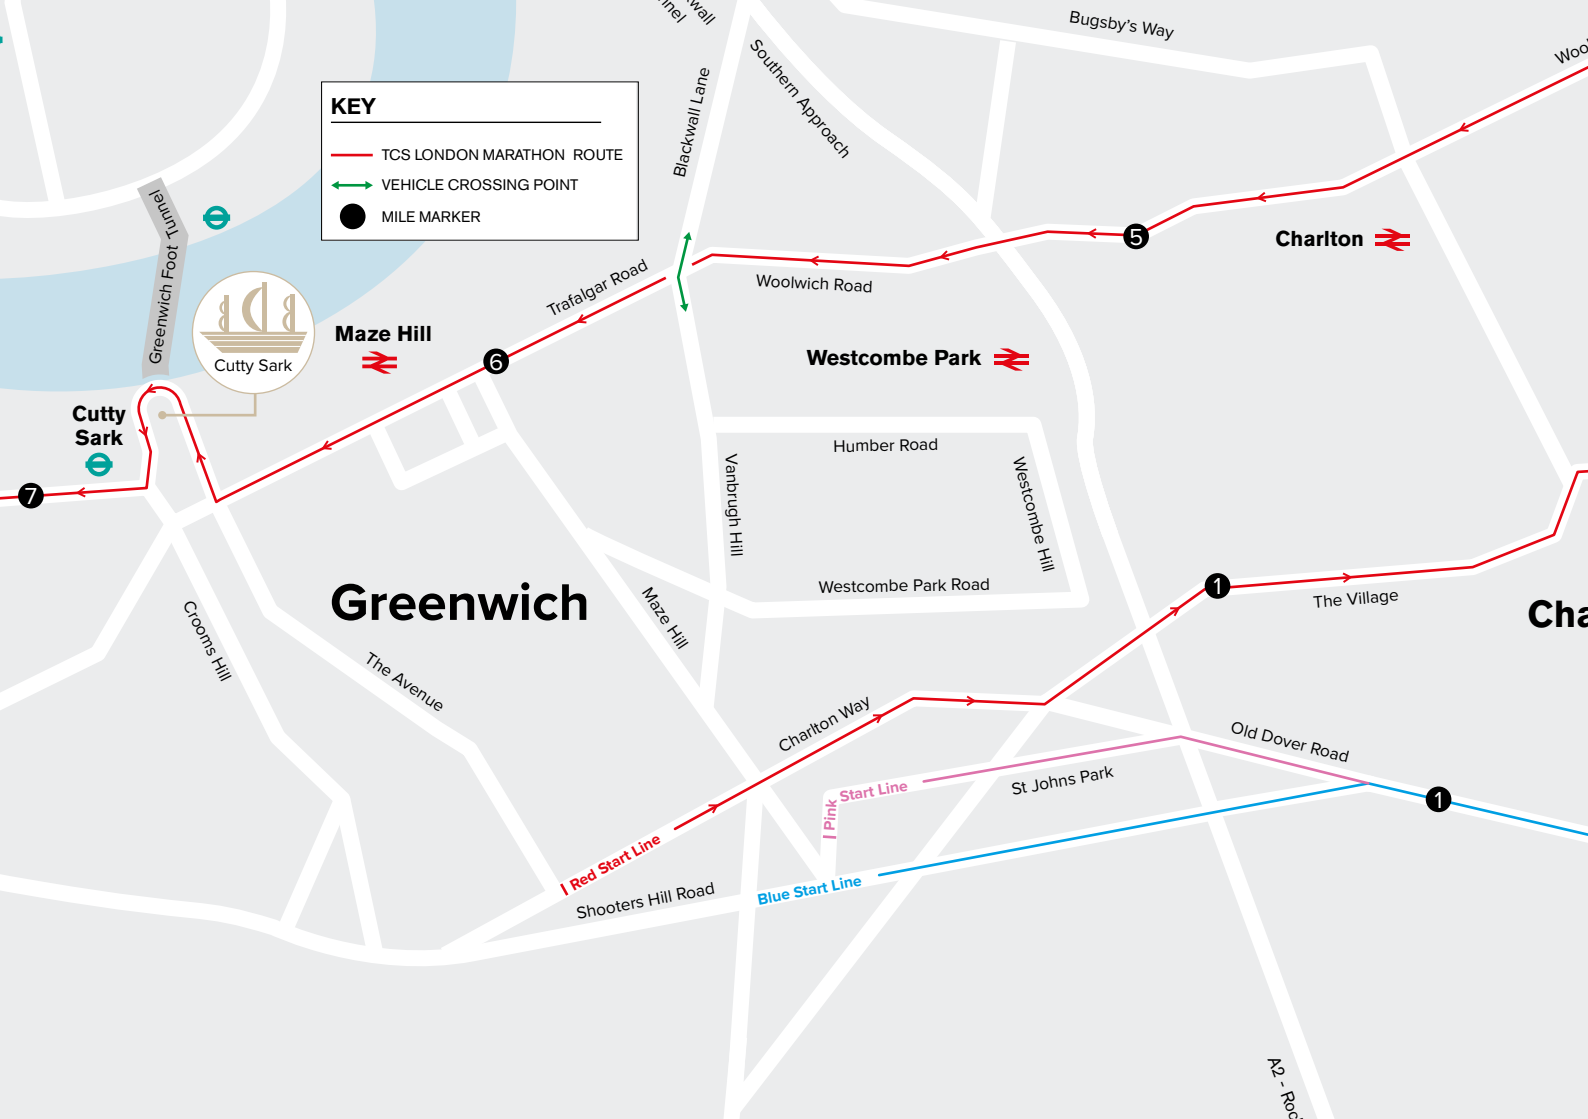 Bugsby's Way
Southern Approach
Blackwall Lane
KEY
TCS LONDON MARATHON ROUTE
VEHICLE CROSSING POINT
MILE MARKER
Greenwich Foot Tunnel
Cutty Sark
Maze Hill
Trafalgar Road
Woolwich Road
5
Charlton
6
Westcombe Park
Cutty
Sark
7
Humber Road
Vanbrugh Hill
Westcombe Hill
Westcombe Park Road
Greenwich
Maze Hill
1
The Village
Crooms Hill
The Avenue
Charlton Way
Old Dover Road
St Johns Park
Pink Start Line
1
Red Start Line
Blue Start Line
Shooters Hill Road
A2 -